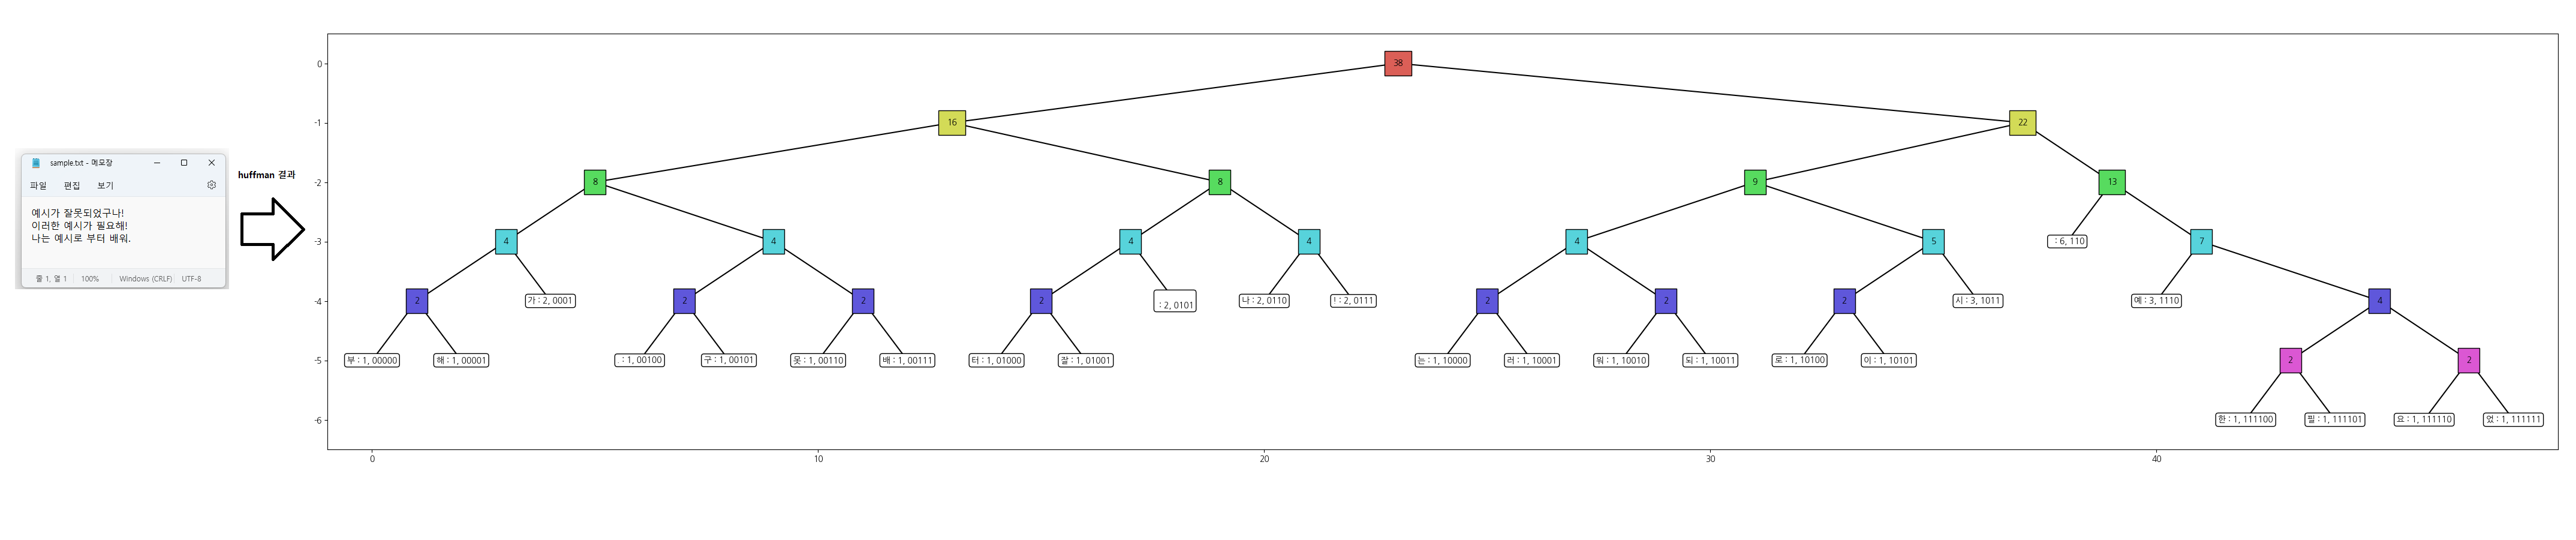 sample.txt - 메모장
파일 편집 보기
예시가 잘못되었구나!
이러한 예시가 필요해!
나는 예시로 부터 배워.
줄 1, 열 1 100% Windows (CRLF) UTF-8
huffman 결과
0
-1
-2
-3
-4
-5
-6
0 10 20 30 40
38
16 22
8 8 9 13
4 4 4 4 4 5 : 6, 110 7
2 가 : 2, 0001 2 2 2 : 2, 0101 나 : 2, 0110 ! : 2, 0111 2 2 2 시 : 3, 1011 예 : 3, 1110 4
부 : 1, 00000 해 : 1, 00001 . : 1, 00100 구 : 1, 00101 못 : 1, 00110 배 : 1, 00111 터 : 1, 01000 잘 : 1, 01001 는 : 1, 10000 러 : 1, 10001 워 : 1, 10010 되 : 1, 10011 로 : 1, 10100 이 : 1, 10101 2 2
한 : 1, 111100 필 : 1, 111101 요 : 1, 111110 었 : 1, 111111